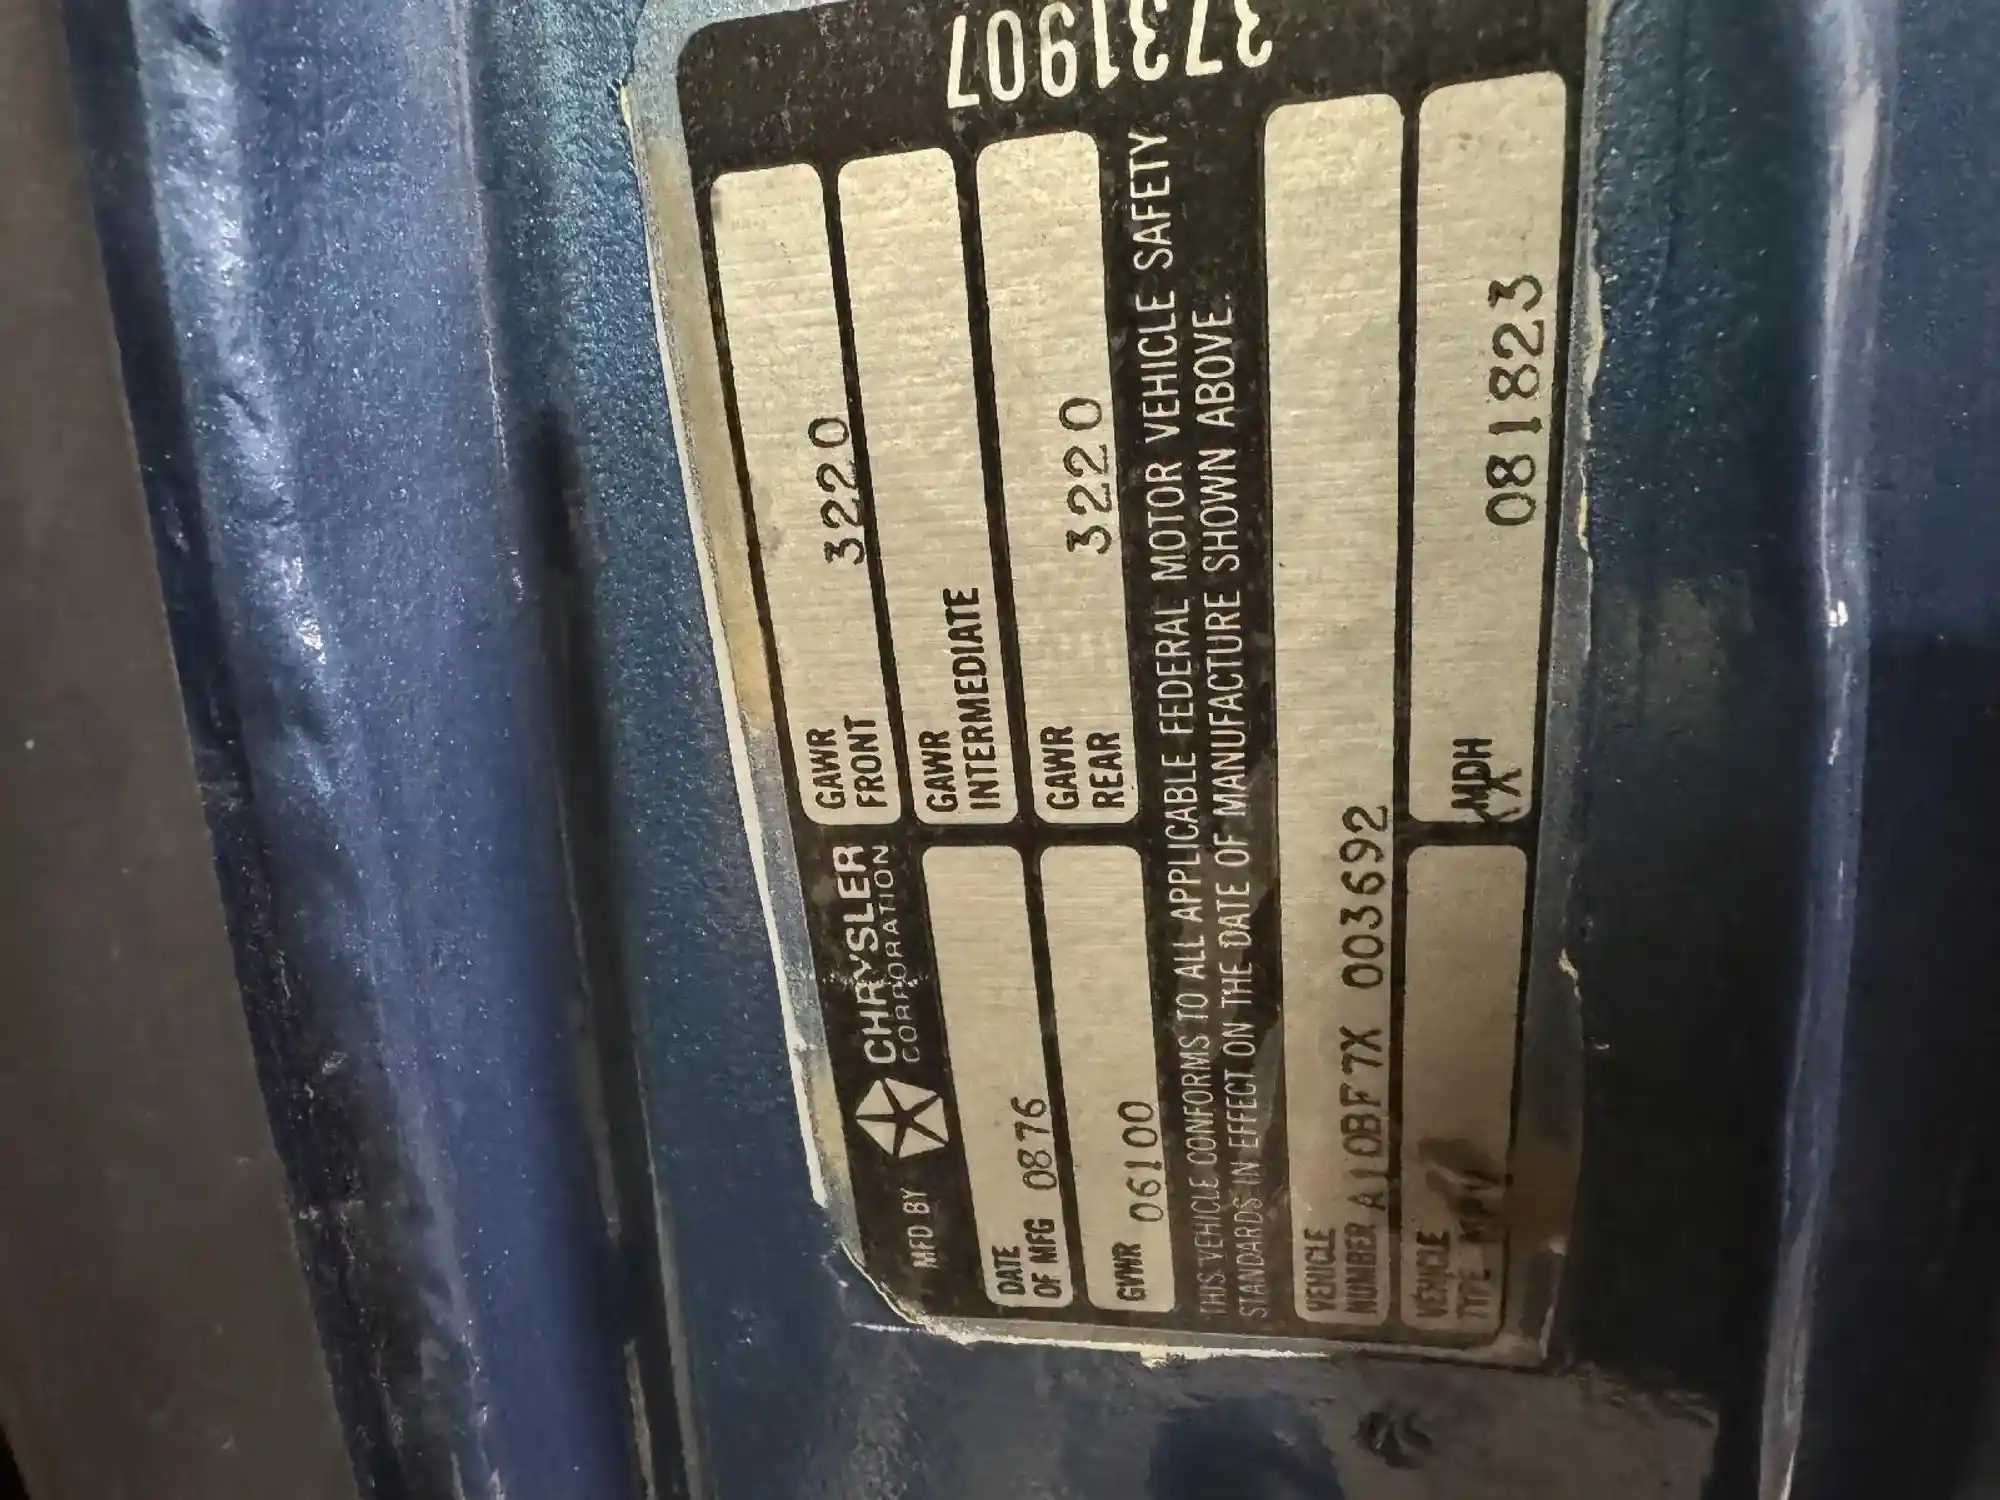 MFD BY CHRYSLER
CORPORATION
DATE
OF MFG 0876
GVWR 06100
GAWR
FRONT 3220
GAWR
INTERMEDIATE
GAWR
REAR 3220
THIS VEHICLE CONFORMS TO ALL APPLICABLE FEDERAL MOTOR VEHICLE SAFETY
STANDARDS IN EFFECT ON THE DATE OF MANUFACTURE SHOWN ABOVE.
VEHICLE
NUMBER A10BF7X 003692
VEHICLE
TYPE MPV
MDH 081823
3731907